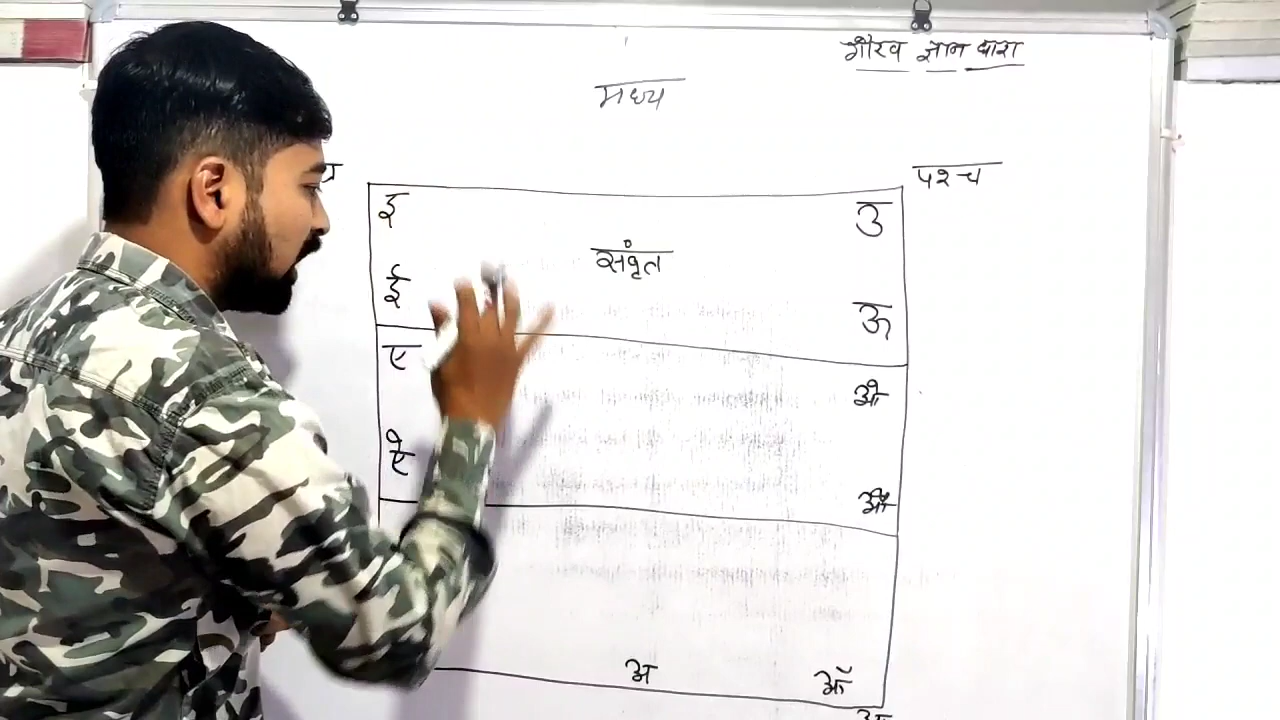 गौरव ज्ञान धारा
मध्य
पश्च
इ उ
संवृत
ई ऊ
ए
ओ
ऐ
औ
अ ऑ